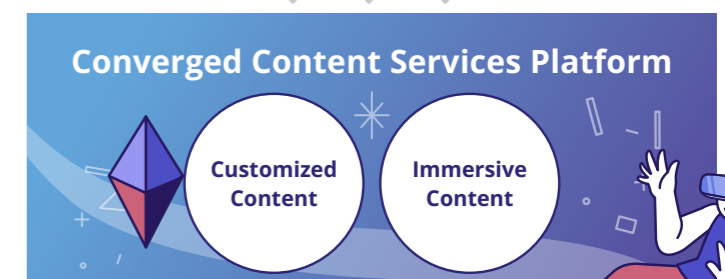 Converged Content Services Platform
Customized
Content
Immersive
Content